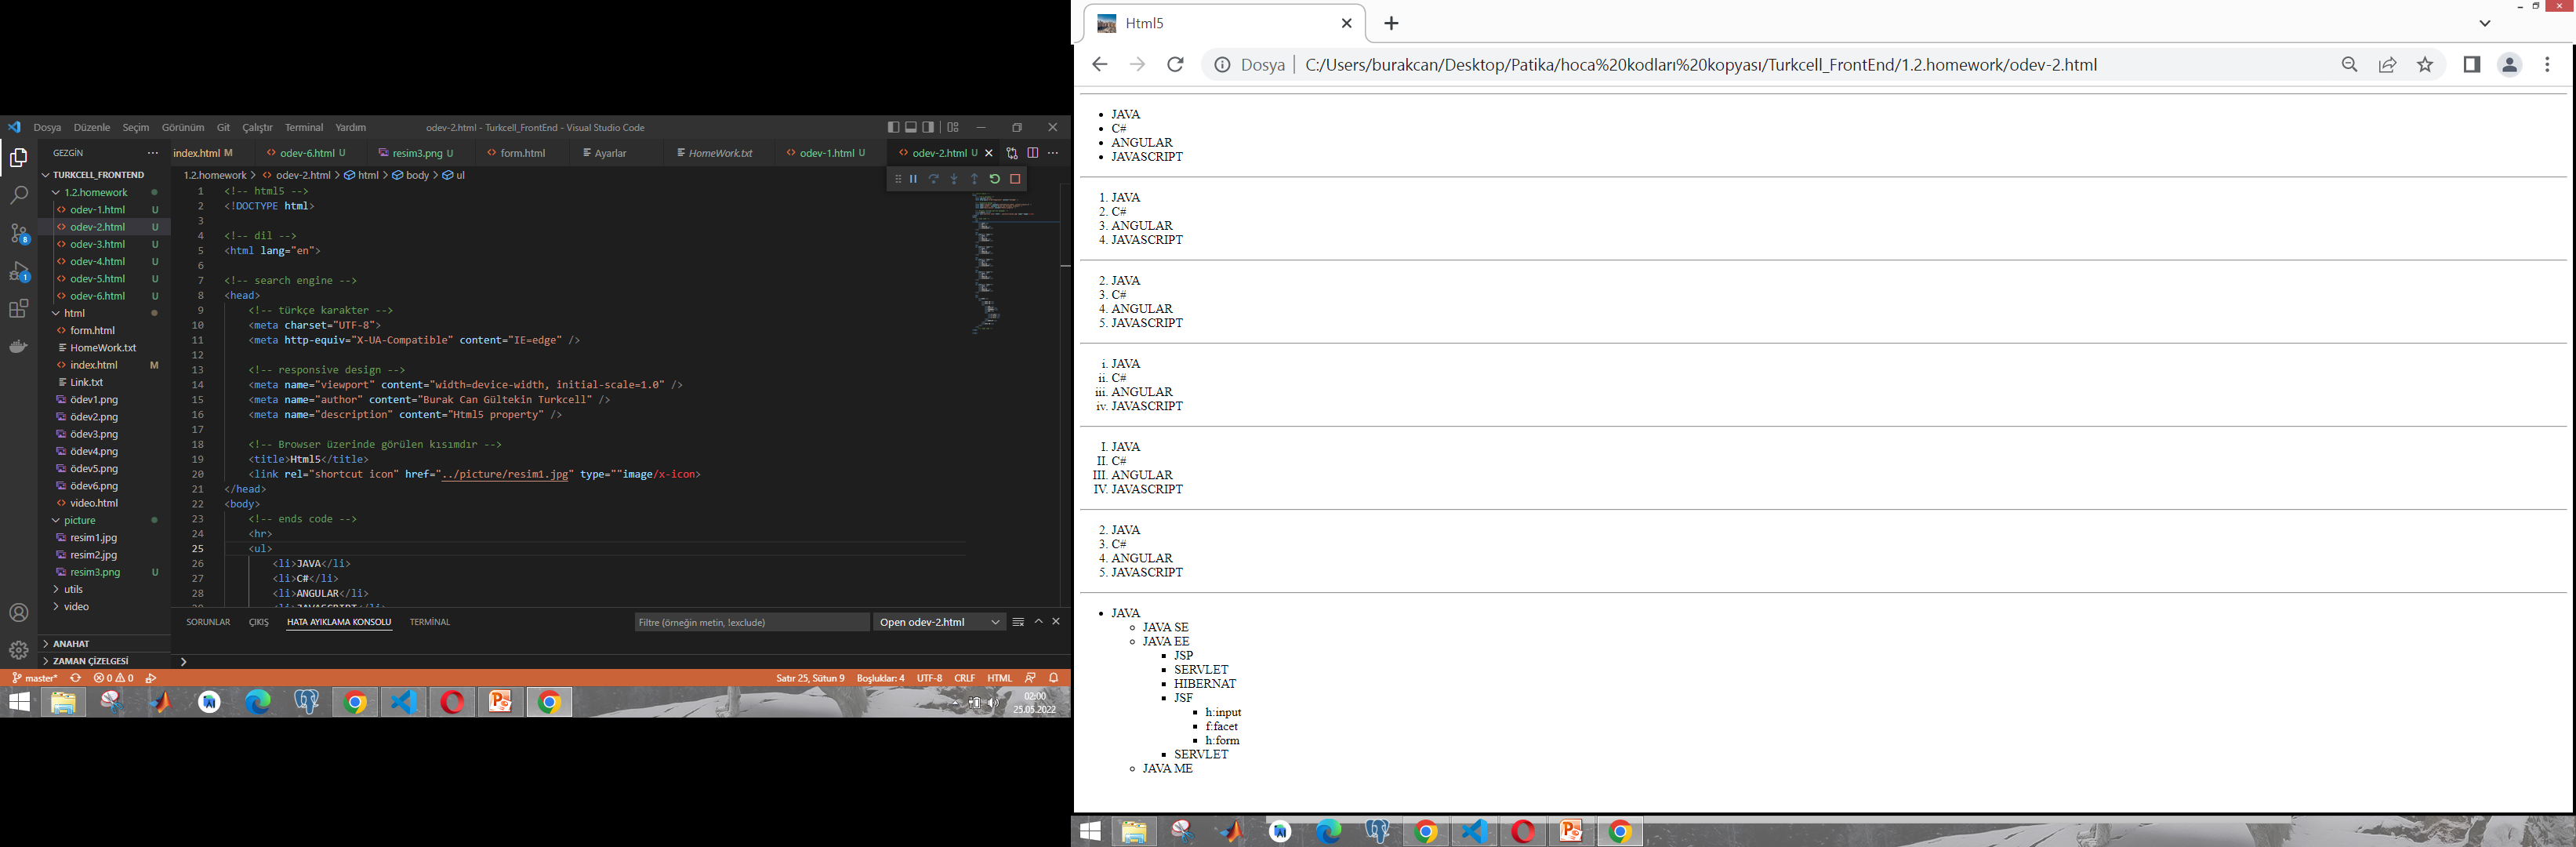 Dosya Düzenle Seçim Görünüm Git Çalıştır Terminal Yardım odev-2.html - Turkcell_FrontEnd - Visual Studio Code
GEZGİN ···
TURKCELL_FRONTEND
1.2.homework
odev-1.html U
odev-2.html U
odev-3.html U
odev-4.html U
odev-5.html U
odev-6.html U
html
form.html
HomeWork.txt
index.html M
Link.txt
ödev1.png
ödev2.png
ödev3.png
ödev4.png
ödev5.png
ödev6.png
video.html
picture
resim1.jpg
resim2.jpg
resim3.png U
utils
video
ANAHAT
ZAMAN ÇİZELGESİ
8
1
index.html M odev-6.html U resim3.png U form.html Ayarlar HomeWork.txt odev-1.html U odev-2.html U
1.2.homework > odev-2.html > html > body > ul
1 <!-- html5 -->
2 <!DOCTYPE html>
3
4 <!-- dil -->
5 <html lang="en">
6
7 <!-- search engine -->
8 <head>
9 <!-- türkçe karakter -->
10 <meta charset="UTF-8">
11 <meta http-equiv="X-UA-Compatible" content="IE=edge" />
12
13 <!-- responsive design -->
14 <meta name="viewport" content="width=device-width, initial-scale=1.0" />
15 <meta name="author" content="Burak Can Gültekin Turkcell" />
16 <meta name="description" content="Html5 property" />
17
18 <!-- Browser üzerinde görülen kısımdır -->
19 <title>Html5</title>
20 <link rel="shortcut icon" href="../picture/resim1.jpg" type=""image/x-icon>
21 </head>
22 <body>
23 <!-- ends code -->
24 <hr>
25 <ul>
26 <li>JAVA</li>
27 <li>C#</li>
28 <li>ANGULAR</li>
<li>JAVASCRIPT</li>
SORUNLAR ÇIKIŞ HATA AYIKLAMA KONSOLU TERMİNAL Filtre (örneğin metin, !exclude) Open odev-2.html
master* 0 0 Satır 25, Sütun 9 Boşluklar: 4 UTF-8 CRLF HTML
02:00
25.05.2022
Html5
Dosya | C:/Users/burakcan/Desktop/Patika/hoca%20kodları%20kopyası/Turkcell_FrontEnd/1.2.homework/odev-2.html
• JAVA
• C#
• ANGULAR
• JAVASCRIPT
1. JAVA
2. C#
3. ANGULAR
4. JAVASCRIPT
2. JAVA
3. C#
4. ANGULAR
5. JAVASCRIPT
i. JAVA
ii. C#
iii. ANGULAR
iv. JAVASCRIPT
I. JAVA
II. C#
III. ANGULAR
IV. JAVASCRIPT
2. JAVA
3. C#
4. ANGULAR
5. JAVASCRIPT
• JAVA
◦ JAVA SE
◦ JAVA EE
▪ JSP
▪ SERVLET
▪ HIBERNAT
▪ JSF
▪ h:input
▪ f:facet
▪ h:form
▪ SERVLET
◦ JAVA ME